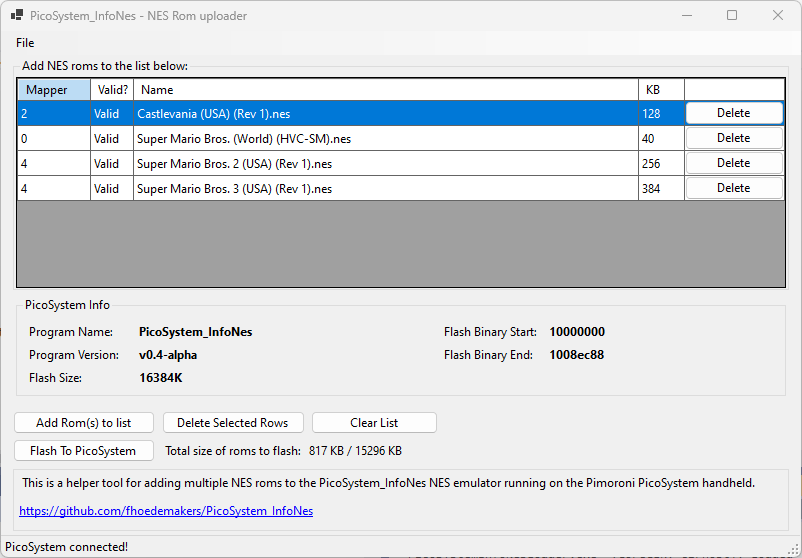 PicoSystem_InfoNes - NES Rom uploader
File
Add NES roms to the list below:
Mapper Valid? Name KB
2 Valid Castlevania (USA) (Rev 1).nes 128 Delete
0 Valid Super Mario Bros. (World) (HVC-SM).nes 40 Delete
4 Valid Super Mario Bros. 2 (USA) (Rev 1).nes 256 Delete
4 Valid Super Mario Bros. 3 (USA) (Rev 1).nes 384 Delete
PicoSystem Info
Program Name: PicoSystem_InfoNes Flash Binary Start: 10000000
Program Version: v0.4-alpha Flash Binary End: 1008ec88
Flash Size: 16384K
Add Rom(s) to list Delete Selected Rows Clear List
Flash To PicoSystem Total size of roms to flash: 817 KB / 15296 KB
This is a helper tool for adding multiple NES roms to the PicoSystem_InfoNes NES emulator running on the Pimoroni PicoSystem handheld.
https://github.com/fhoedemakers/PicoSystem_InfoNes
PicoSystem connected!